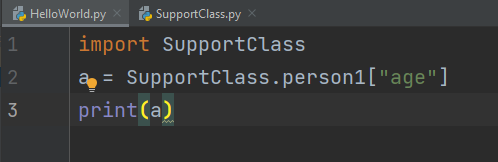 HelloWorld.py SupportClass.py
1 import SupportClass
2 a = SupportClass.person1["age"]
3 print(a)